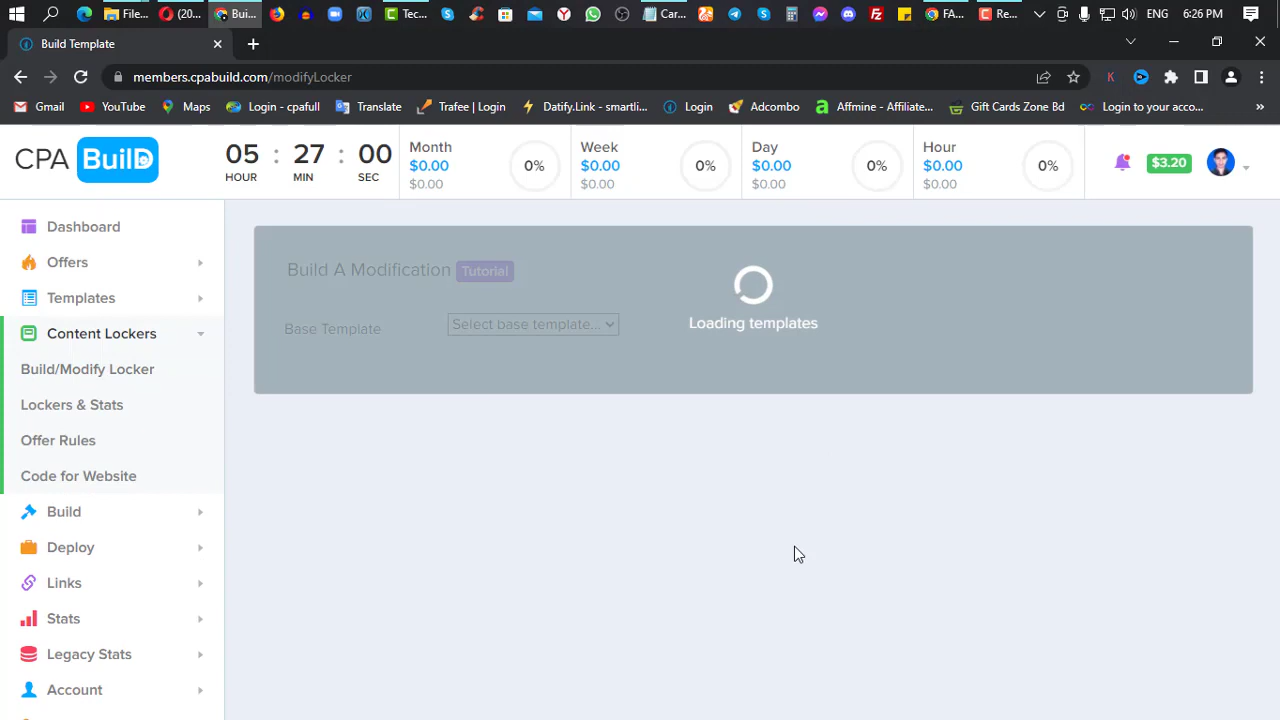 File...
(20...
Bui...
Tec...
Car...
FA...
Re...
ENG
6:26 PM
Build Template
members.cpabuild.com/modifyLocker
K
Gmail
YouTube
Maps
Login - cpafull
Translate
Trafee | Login
Datify.Link - smartli...
Login
Adcombo
Affmine - Affiliate...
Gift Cards Zone Bd
Login to your acco...
»
CPA BuilD
05 : 27 : 00
HOUR MIN SEC
Month
$0.00
$0.00
0%
Week
$0.00
$0.00
0%
Day
$0.00
$0.00
0%
Hour
$0.00
$0.00
0%
$3.20
Dashboard
Offers
Templates
Content Lockers
Build/Modify Locker
Lockers & Stats
Offer Rules
Code for Website
Build
Deploy
Links
Stats
Legacy Stats
Account
Build A Modification Tutorial
Base Template
Select base template...
Loading templates